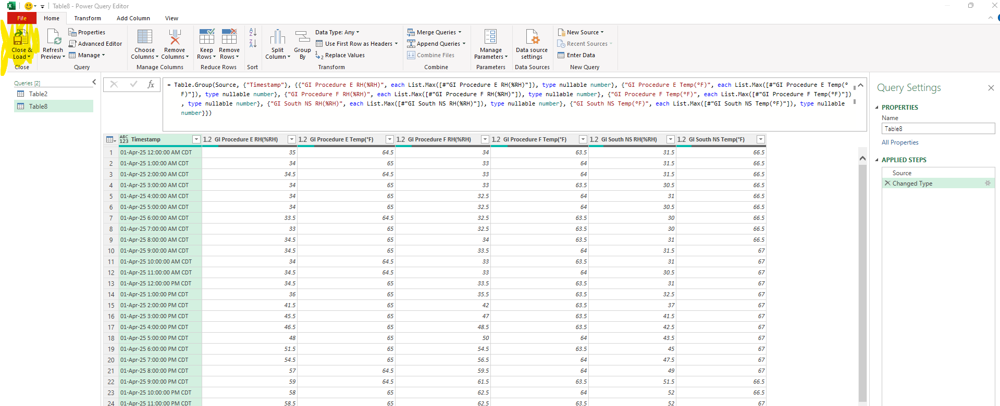 Table8 - Power Query Editor
File Home Transform Add Column View
Close & Load
Refresh Preview
Properties
Advanced Editor
Manage
Choose Columns
Remove Columns
Keep Rows
Remove Rows
Split Column
Group By
Data Type: Any
Use First Row as Headers
Replace Values
Merge Queries
Append Queries
Combine Files
Manage Parameters
Data source settings
New Source
Recent Sources
Enter Data
Close Query Manage Columns Reduce Rows Sort Transform Combine Parameters Data Sources New Query
Queries [2]
Table2
Table8
fx
= Table.Group(Source, {"Timestamp"}, {{"GI Procedure E RH(%RH)", each List.Max([#"GI Procedure E RH(%RH)"]), type nullable number}, {"GI Procedure E Temp(°F)", each List.Max([#"GI Procedure E Temp(°
F)"]), type nullable number}, {"GI Procedure F RH(%RH)", each List.Max([#"GI Procedure F RH(%RH)"]), type nullable number}, {"GI Procedure F Temp(°F)", each List.Max([#"GI Procedure F Temp(°F)"])
, type nullable number}, {"GI South NS RH(%RH)", each List.Max([#"GI South NS RH(%RH)"]), type nullable number}, {"GI South NS Temp(°F)", each List.Max([#"GI South NS Temp(°F)"]), type nullable
number}})
ABC 123 Timestamp 1.2 GI Procedure E RH(%RH) 1.2 GI Procedure E Temp(°F) 1.2 GI Procedure F RH(%RH) 1.2 GI Procedure F Temp(°F) 1.2 GI South NS RH(%RH) 1.2 GI South NS Temp(°F)
1 01-Apr-25 12:00:00 AM CDT 35 64.5 34 63.5 31.5 66.5
2 01-Apr-25 1:00:00 AM CDT 34 65 33 64 31.5 66.5
3 01-Apr-25 2:00:00 AM CDT 34.5 64.5 33 64 31.5 66.5
4 01-Apr-25 3:00:00 AM CDT 34 65 33 63.5 30.5 66.5
5 01-Apr-25 4:00:00 AM CDT 34 65 32.5 64 31 66.5
6 01-Apr-25 5:00:00 AM CDT 34 65 32.5 64 30.5 66.5
7 01-Apr-25 6:00:00 AM CDT 33.5 64.5 32.5 63.5 30 66.5
8 01-Apr-25 7:00:00 AM CDT 33 65 32.5 63.5 30 66.5
9 01-Apr-25 8:00:00 AM CDT 34.5 65 34 63.5 31 66.5
10 01-Apr-25 9:00:00 AM CDT 34.5 65 33.5 64 31.5 67
11 01-Apr-25 10:00:00 AM CDT 34 64.5 33 63.5 31 67
12 01-Apr-25 11:00:00 AM CDT 34.5 64.5 33 64 30.5 67
13 01-Apr-25 12:00:00 PM CDT 34.5 65 33.5 63.5 31 67
14 01-Apr-25 1:00:00 PM CDT 36 65 35.5 63.5 32.5 67
15 01-Apr-25 2:00:00 PM CDT 41.5 65 42 63.5 37 67
16 01-Apr-25 3:00:00 PM CDT 45.5 65 47 63.5 41.5 67
17 01-Apr-25 4:00:00 PM CDT 46.5 65 48.5 63.5 42.5 67
18 01-Apr-25 5:00:00 PM CDT 48 65 50 64 43.5 67
19 01-Apr-25 6:00:00 PM CDT 51.5 65 54.5 63.5 45 67
20 01-Apr-25 7:00:00 PM CDT 54.5 65 56.5 64 47.5 67
21 01-Apr-25 8:00:00 PM CDT 57 64.5 59.5 64 49 67
22 01-Apr-25 9:00:00 PM CDT 59 64.5 61.5 63.5 51.5 66.5
23 01-Apr-25 10:00:00 PM CDT 58 65 62.5 64 52 66.5
24 01-Apr-25 11:00:00 PM CDT 58.5 65 62.5 63.5 52 67
Query Settings
PROPERTIES
Name
Table8
All Properties
APPLIED STEPS
Source
Changed Type